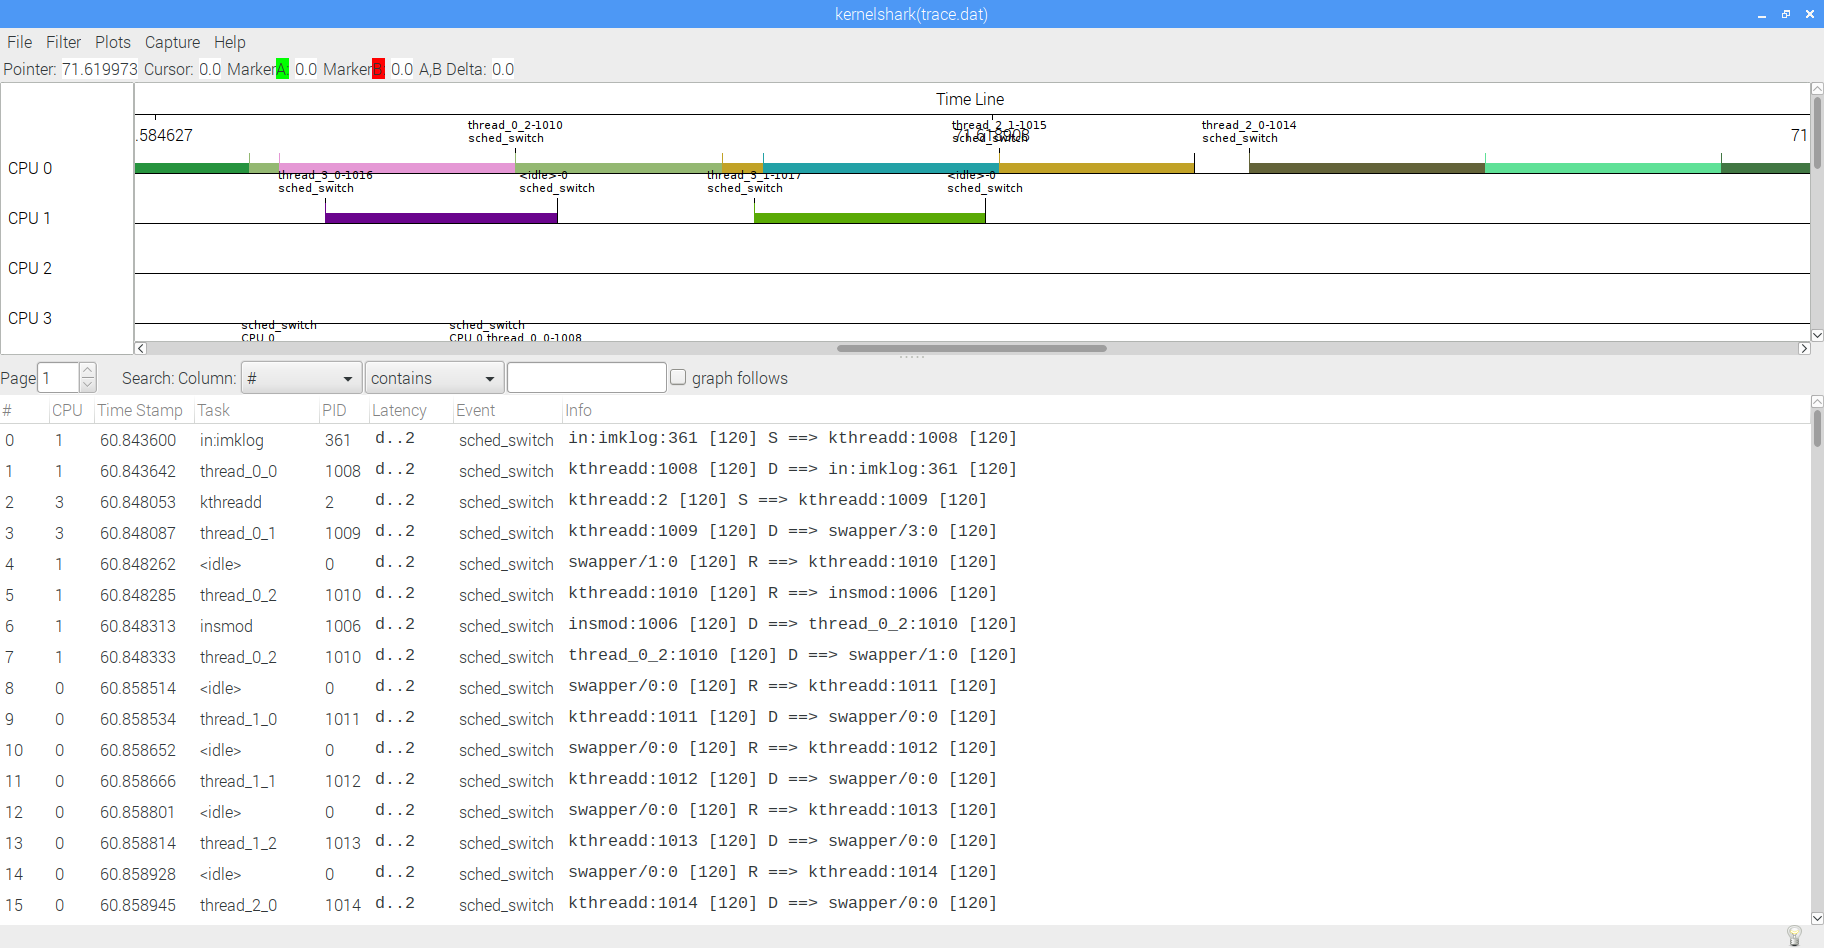 kernelshark(trace.dat)
File Filter Plots Capture Help
Pointer: 71.619973 Cursor: 0.0 Marker A: 0.0 Marker B: 0.0 A,B Delta: 0.0
Time Line
thread_0_2-1010 thread_2_1-1015 thread_2_0-1014
.584627 sched_switch sched_switch 71.618908 sched_switch 71
CPU 0
thread_3_0-1016 <idle>-0 thread_3_1-1017 <idle>-0
sched_switch sched_switch sched_switch sched_switch
CPU 1
CPU 2
CPU 3
sched_switch sched_switch
CPU 0 CPU 0 thread_0_0-1008
Page 1 Search: Column: # contains graph follows
# CPU Time Stamp Task PID Latency Event Info
0 1 60.843600 in:imklog 361 d..2 sched_switch in:imklog:361 [120] S ==> kthreadd:1008 [120]
1 1 60.843642 thread_0_0 1008 d..2 sched_switch kthreadd:1008 [120] D ==> in:imklog:361 [120]
2 3 60.848053 kthreadd 2 d..2 sched_switch kthreadd:2 [120] S ==> kthreadd:1009 [120]
3 3 60.848087 thread_0_1 1009 d..2 sched_switch kthreadd:1009 [120] D ==> swapper/3:0 [120]
4 1 60.848262 <idle> 0 d..2 sched_switch swapper/1:0 [120] R ==> kthreadd:1010 [120]
5 1 60.848285 thread_0_2 1010 d..2 sched_switch kthreadd:1010 [120] R ==> insmod:1006 [120]
6 1 60.848313 insmod 1006 d..2 sched_switch insmod:1006 [120] D ==> thread_0_2:1010 [120]
7 1 60.848333 thread_0_2 1010 d..2 sched_switch thread_0_2:1010 [120] D ==> swapper/1:0 [120]
8 0 60.858514 <idle> 0 d..2 sched_switch swapper/0:0 [120] R ==> kthreadd:1011 [120]
9 0 60.858534 thread_1_0 1011 d..2 sched_switch kthreadd:1011 [120] D ==> swapper/0:0 [120]
10 0 60.858652 <idle> 0 d..2 sched_switch swapper/0:0 [120] R ==> kthreadd:1012 [120]
11 0 60.858666 thread_1_1 1012 d..2 sched_switch kthreadd:1012 [120] D ==> swapper/0:0 [120]
12 0 60.858801 <idle> 0 d..2 sched_switch swapper/0:0 [120] R ==> kthreadd:1013 [120]
13 0 60.858814 thread_1_2 1013 d..2 sched_switch kthreadd:1013 [120] D ==> swapper/0:0 [120]
14 0 60.858928 <idle> 0 d..2 sched_switch swapper/0:0 [120] R ==> kthreadd:1014 [120]
15 0 60.858945 thread_2_0 1014 d..2 sched_switch kthreadd:1014 [120] D ==> swapper/0:0 [120]